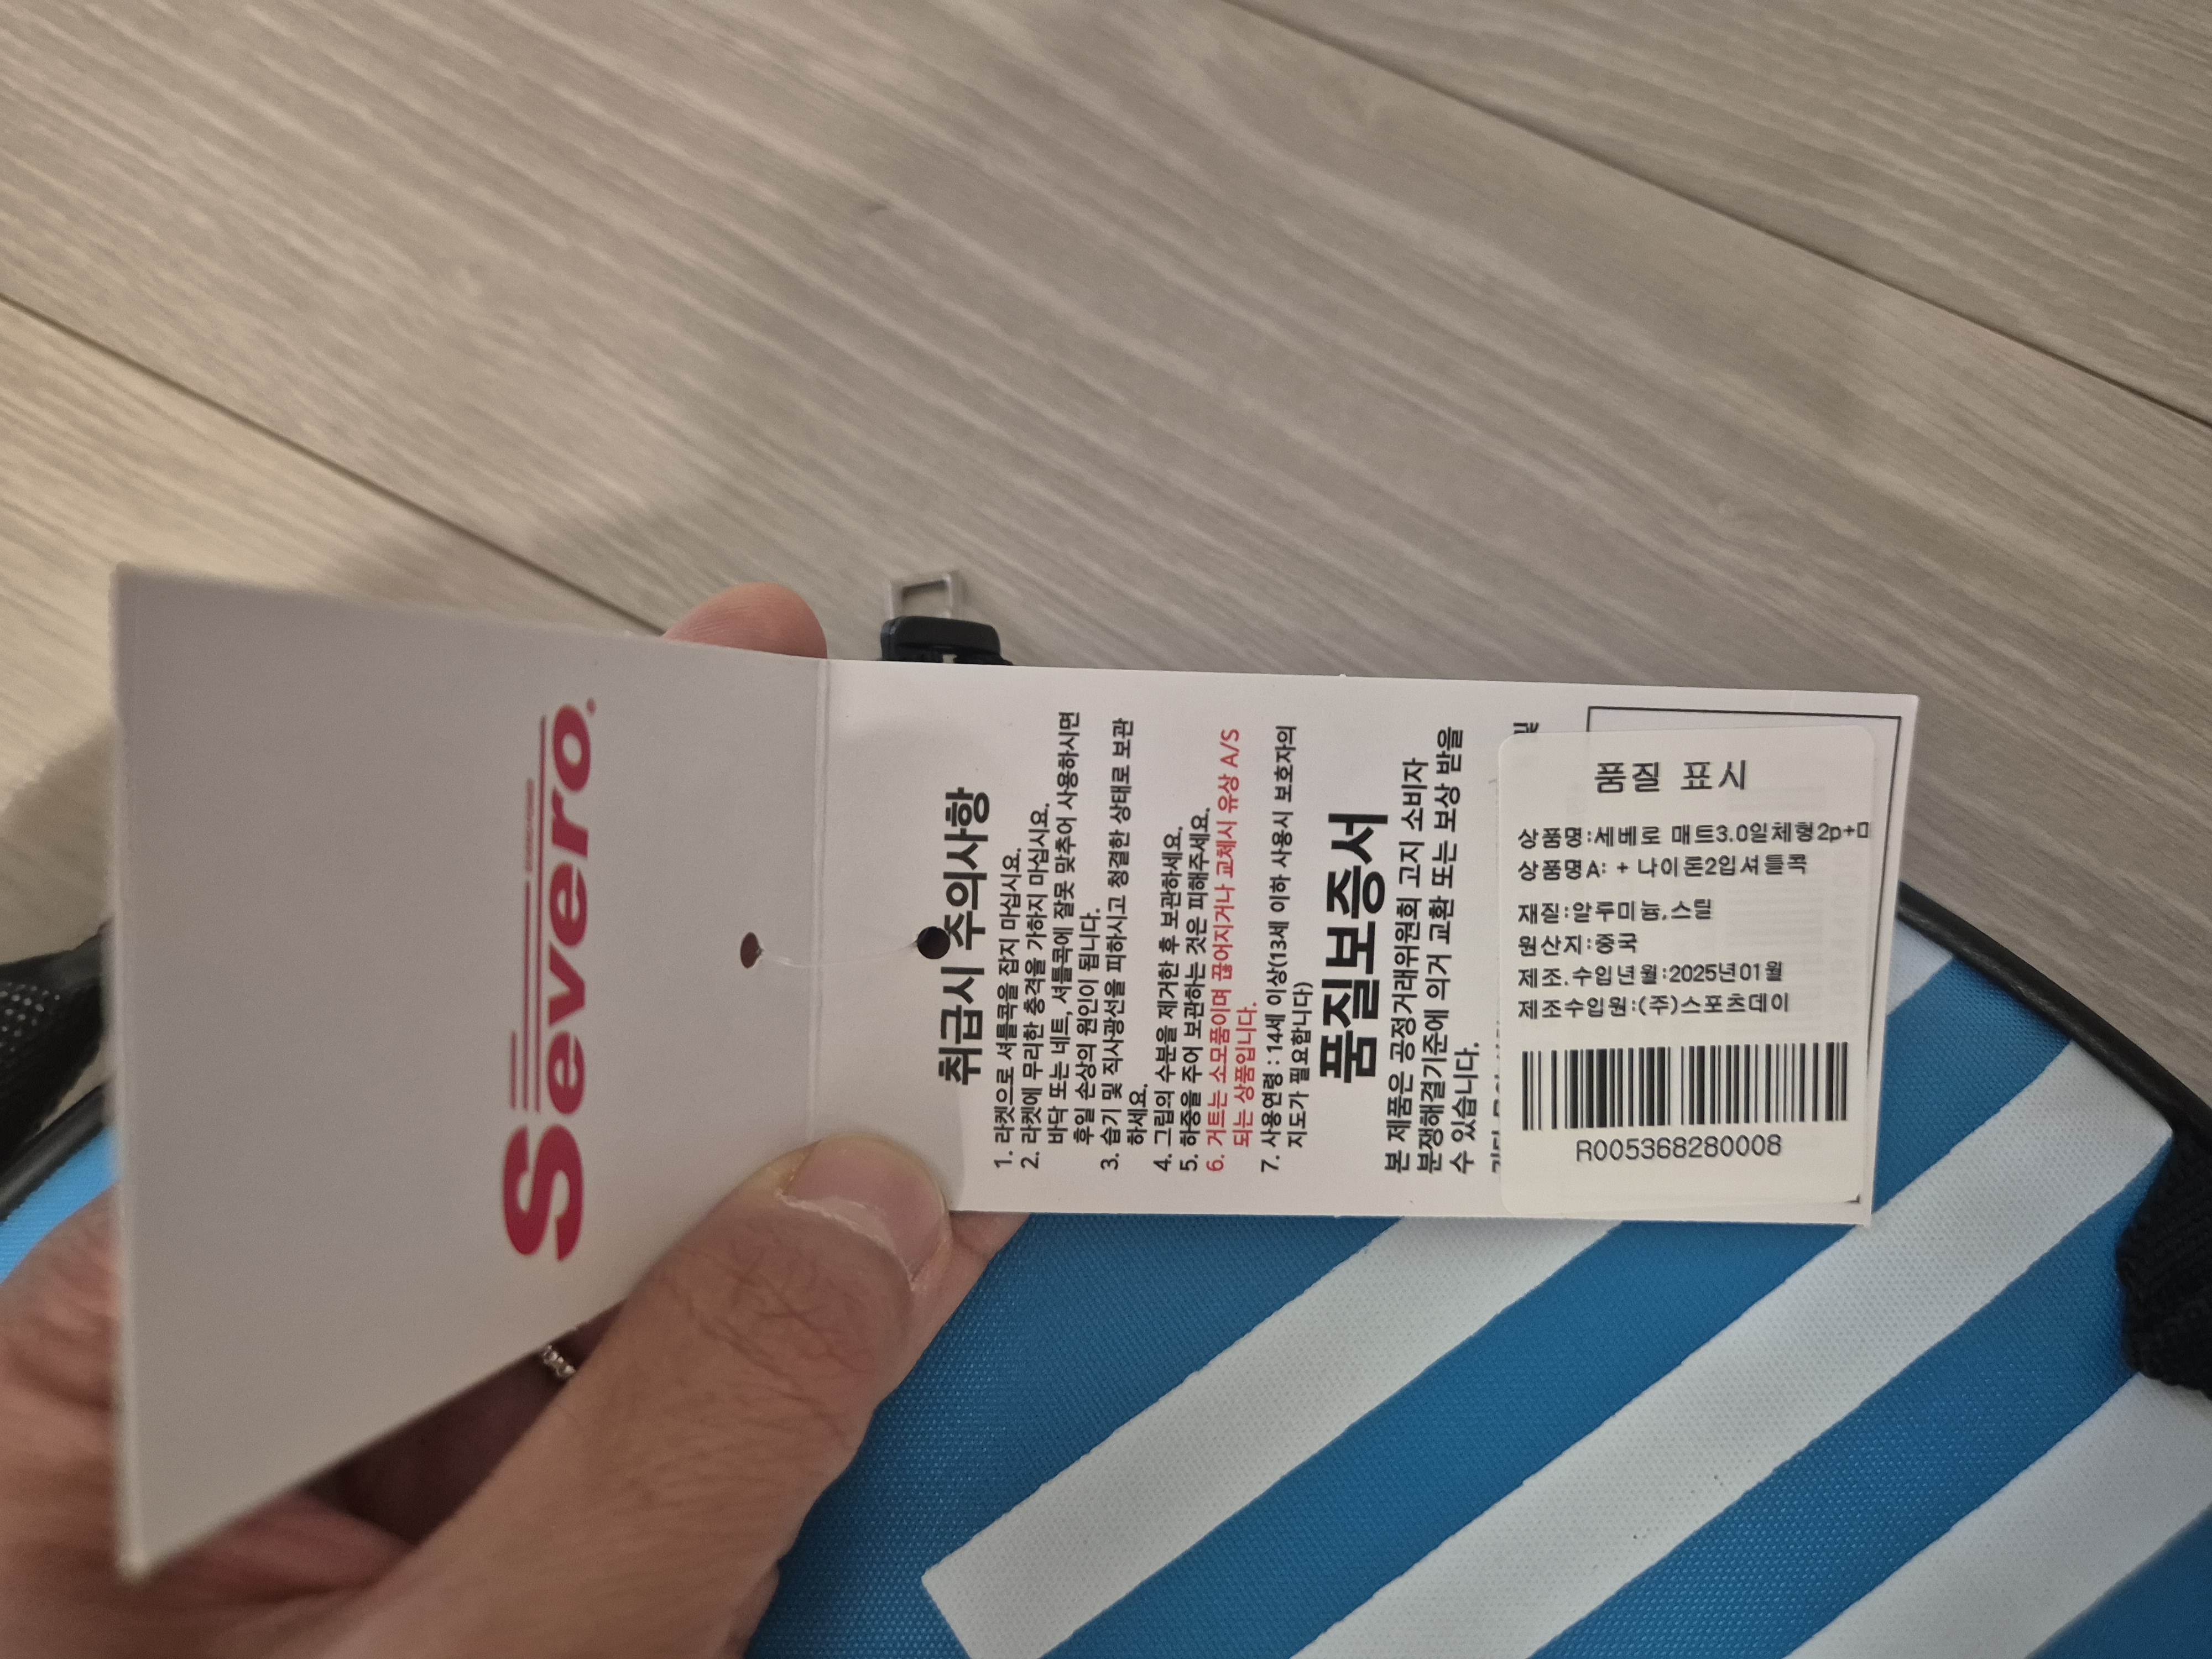 Severo
취급시 주의사항
1. 라켓으로 셔틀콕을 잡지 마십시요.
2. 라켓에 무리한 충격을 가하지 마십시요.
바닥 또는 네트, 셔틀콕에 잘못 맞추어 사용하시면
후일 손상의 원인이 됩니다.
3. 습기 및 직사광선을 피하시고 청결한 상태로 보관
하세요.
4. 그립의 수분을 제거한 후 보관하세요.
5. 하중을 주어 보관하는 것은 피해주세요.
6. 거트는 소모품이며 끊어지거나 교체시 유상 A/S
되는 상품입니다.
7. 사용연령 : 14세 이상(13세 이하 사용시 보호자의
지도가 필요합니다)
품질보증서
본 제품은 공정거래위원회 고지 소비자
분쟁해결기준에 의거 교환 또는 보상 받을
수 있습니다.
품질 표시
상품명:세베로 매트3.0일체형2p+
상품명A: + 나이론2입셔틀콕
재질:알루미늄,스틸
원산지:중국
제조.수입년월:2025년01월
제조수입원:(주)스포츠데이
R005368280008